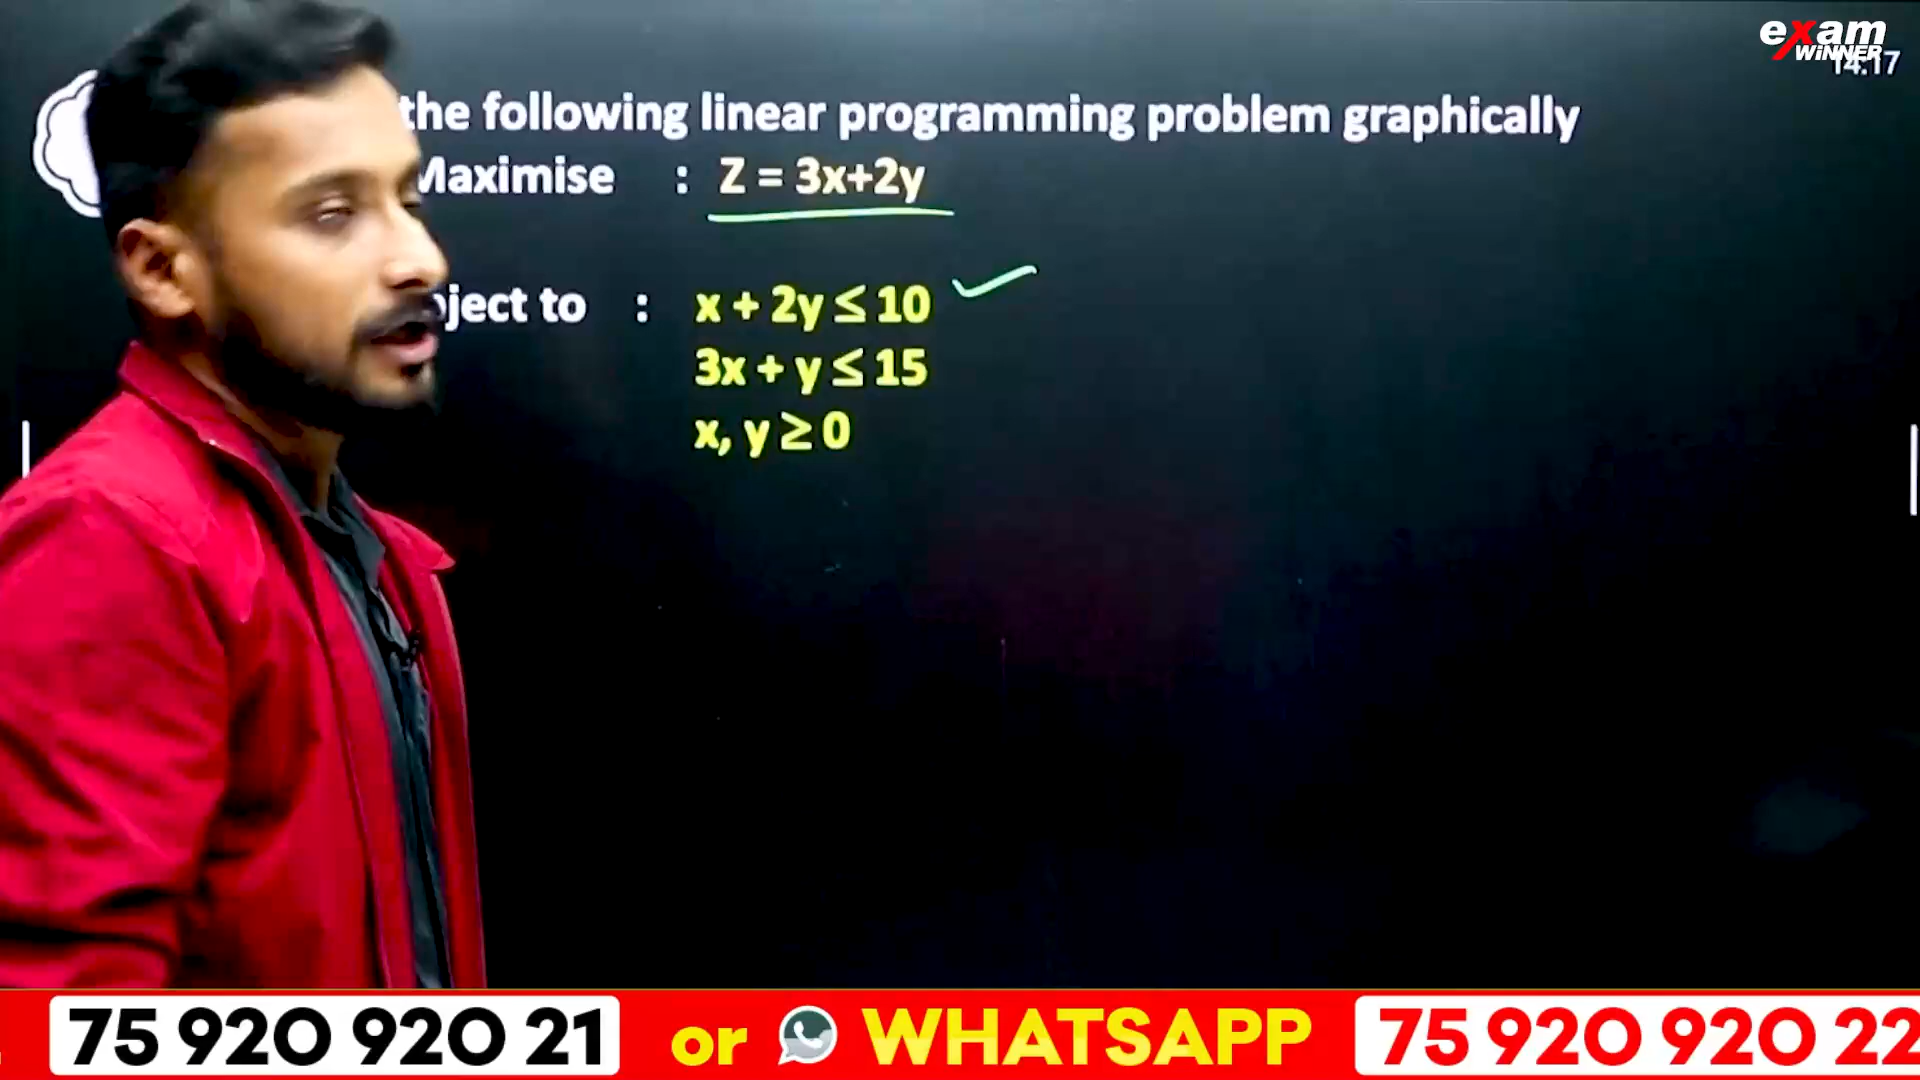 exam
WiNNER
14:17
the following linear programming problem graphically
Maximise : Z = 3x+2y
to : x + 2y ≤ 10
3x + y ≤ 15
x, y ≥ 0
75 920 920 21 or WHATSAPP 75 920 920 22